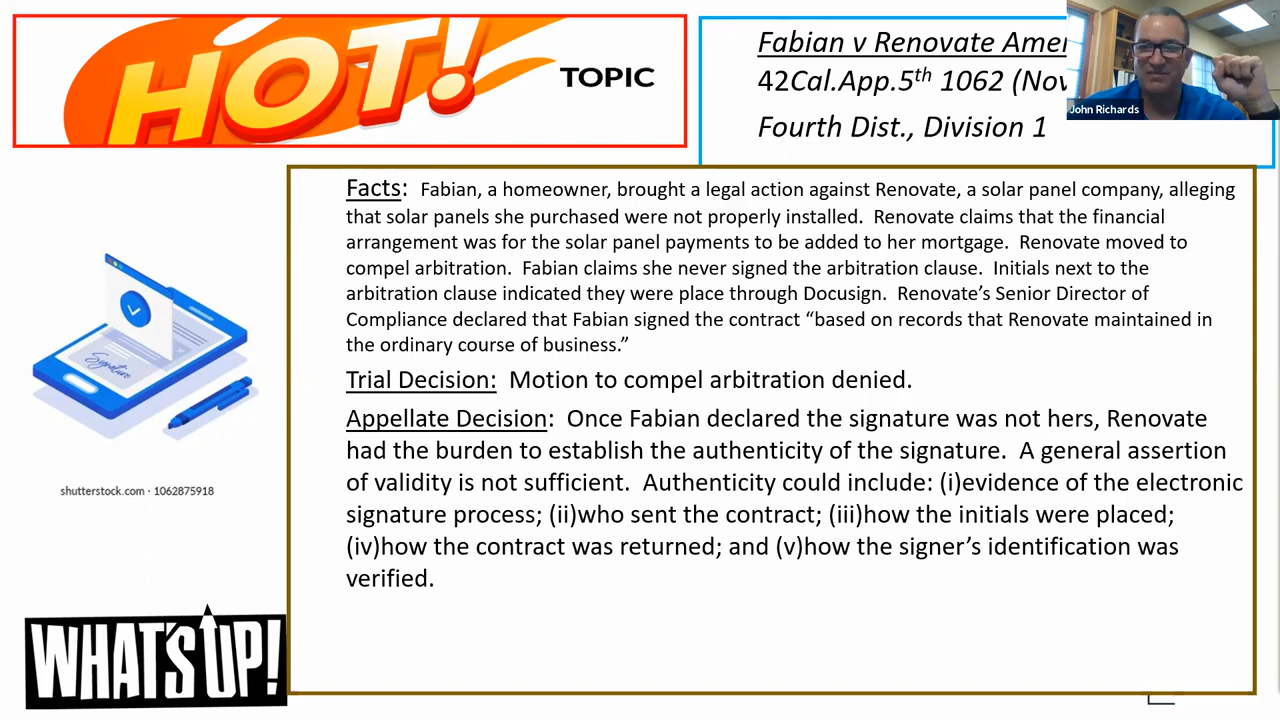 HOT!
TOPIC
Fabian v Renovate
42Cal.App.5th 1062
Fourth Dist., Division 1
John Richards
Facts: Fabian, a homeowner, brought a legal action against Renovate, a solar panel company, alleging
that solar panels she purchased were not properly installed. Renovate claims that the financial
arrangement was for the solar panel payments to be added to her mortgage. Renovate moved to
compel arbitration. Fabian claims she never signed the arbitration clause. Initials next to the
arbitration clause indicated they were place through Docusign. Renovate’s Senior Director of
Compliance declared that Fabian signed the contract “based on records that Renovate maintained in
the ordinary course of business.”
Trial Decision: Motion to compel arbitration denied.
Appellate Decision: Once Fabian declared the signature was not hers, Renovate
had the burden to establish the authenticity of the signature. A general assertion
of validity is not sufficient. Authenticity could include: (i)evidence of the electronic
signature process; (ii)who sent the contract; (iii)how the initials were placed;
(iv)how the contract was returned; and (v)how the signer’s identification was
verified.
Signature
shutterstock.com · 1062875918
WHAT'S UP!